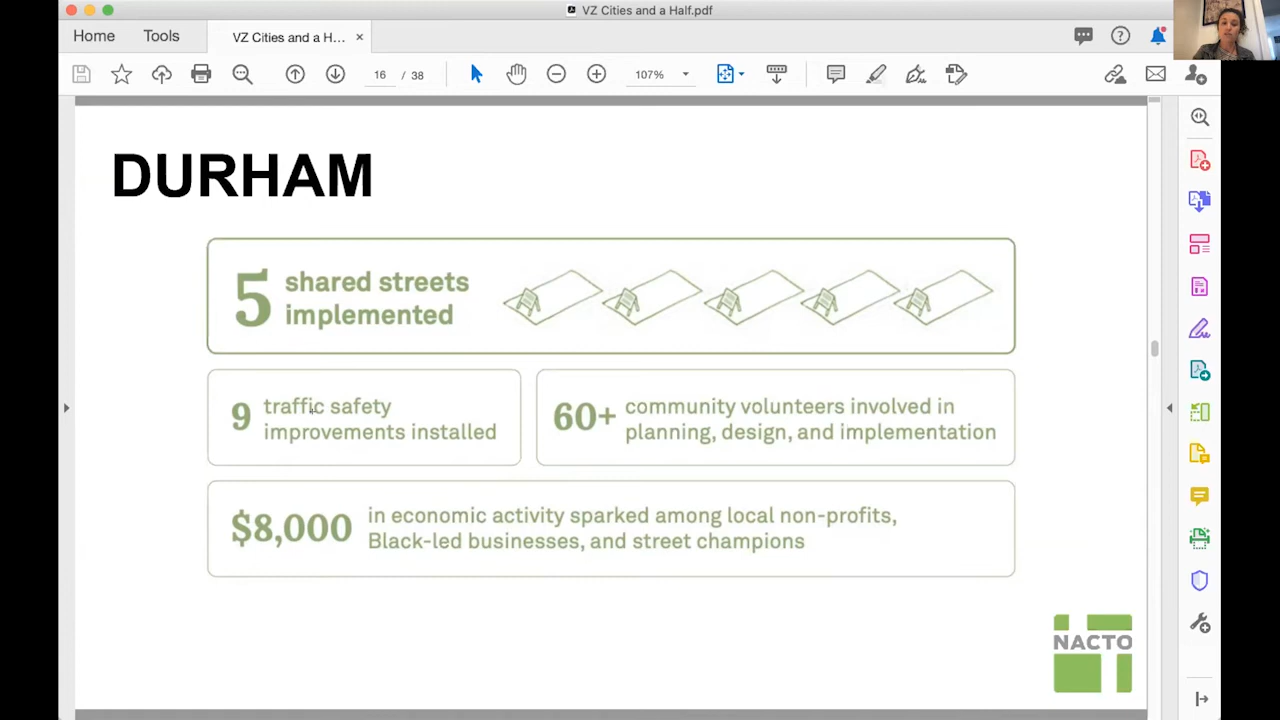 VZ Cities and a Half.pdf
Home
Tools
VZ Cities and a H...
16
/ 38
107%
DURHAM
5
shared streets
implemented
9
traffic safety
improvements installed
60+
community volunteers involved in
planning, design, and implementation
$8,000
in economic activity sparked among local non-profits,
Black-led businesses, and street champions
NACTO